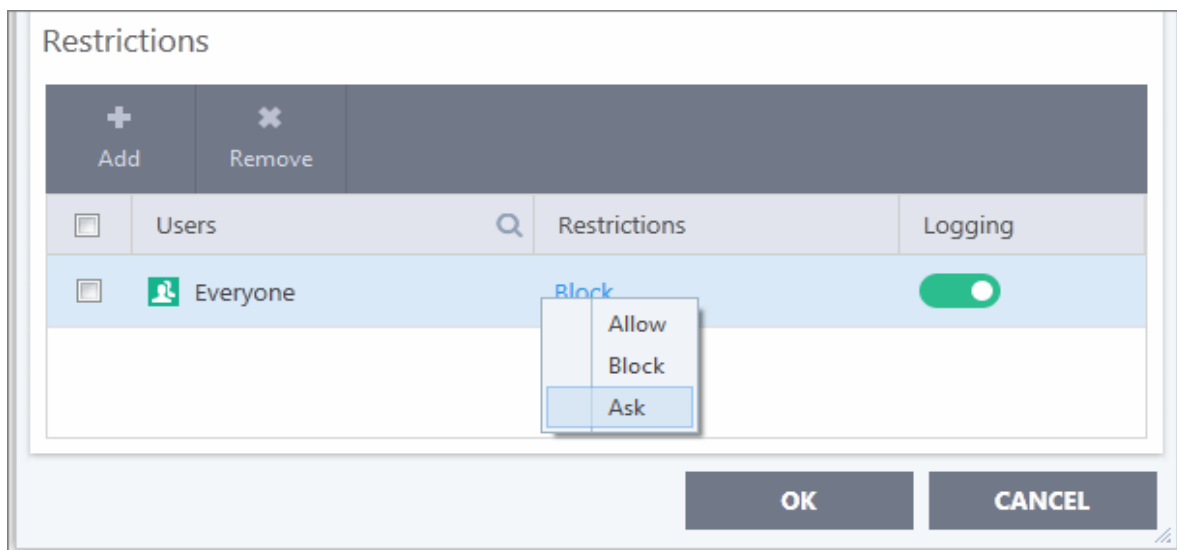 Restrictions
Add Remove
Users Restrictions Logging
Everyone Block
Allow
Block
Ask
OK CANCEL